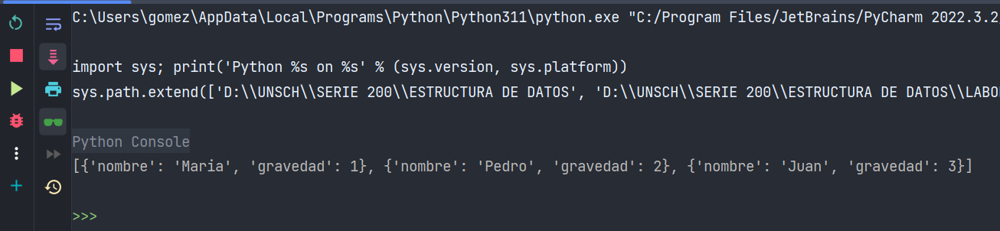 C:\Users\gomez\AppData\Local\Programs\Python\Python311\python.exe "C:/Program Files/JetBrains/PyCharm 2022.3.2/
import sys; print('Python %s on %s' % (sys.version, sys.platform))
sys.path.extend(['D:\\UNSCH\\SERIE 200\\ESTRUCTURA DE DATOS', 'D:\\UNSCH\\SERIE 200\\ESTRUCTURA DE DATOS\\LABO
Python Console
[{'nombre': 'Maria', 'gravedad': 1}, {'nombre': 'Pedro', 'gravedad': 2}, {'nombre': 'Juan', 'gravedad': 3}]
>>>